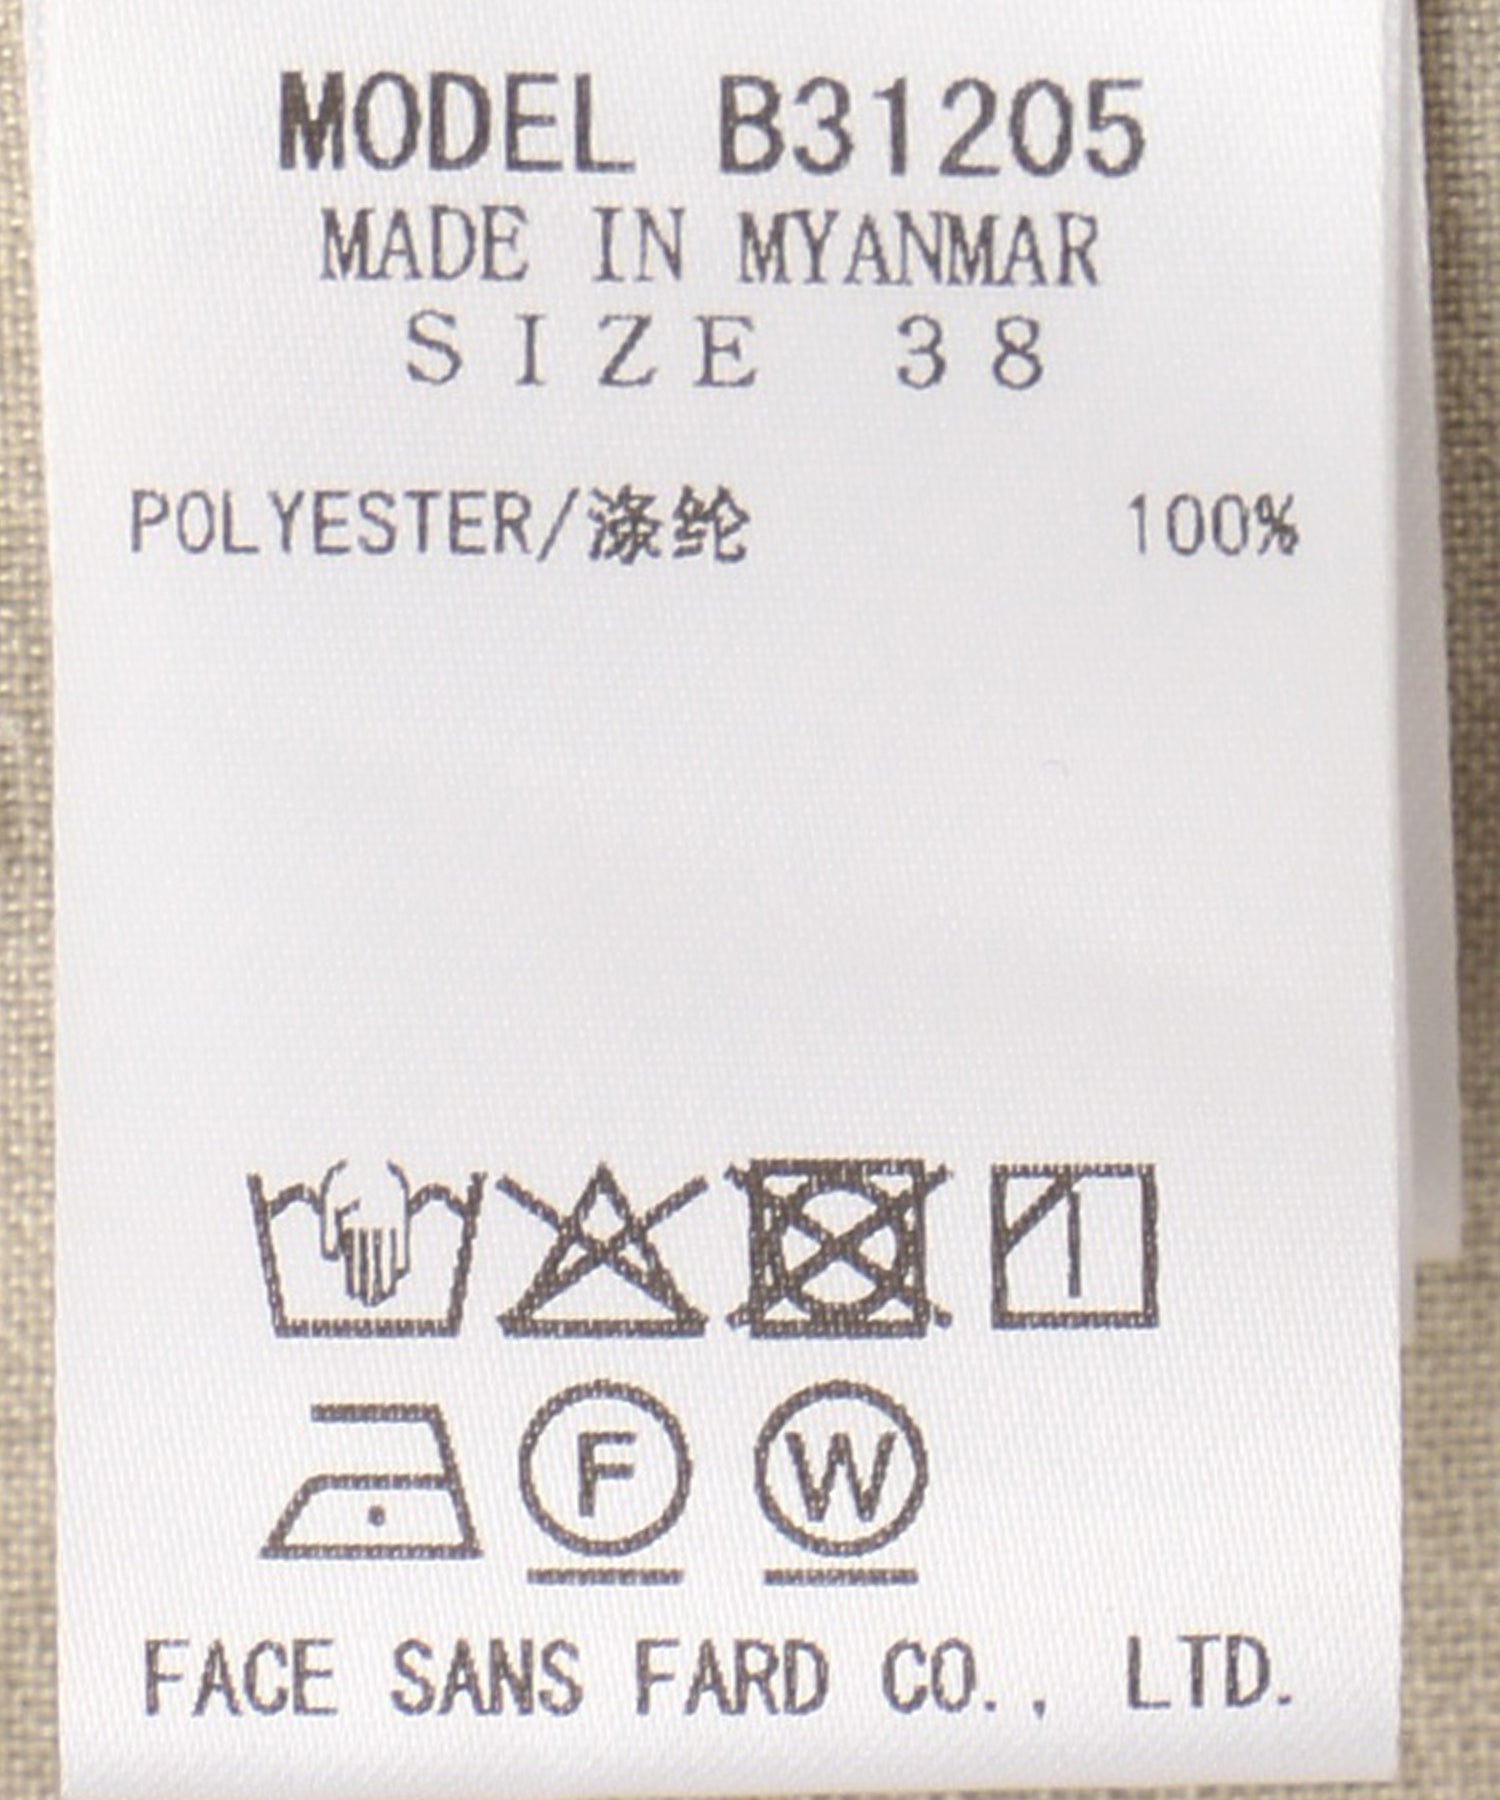 MODEL B31205
MADE IN MYANMAR
SIZE 38
POLYESTER/涤纶 100%
F W
FACE SANS FARD CO., LTD.